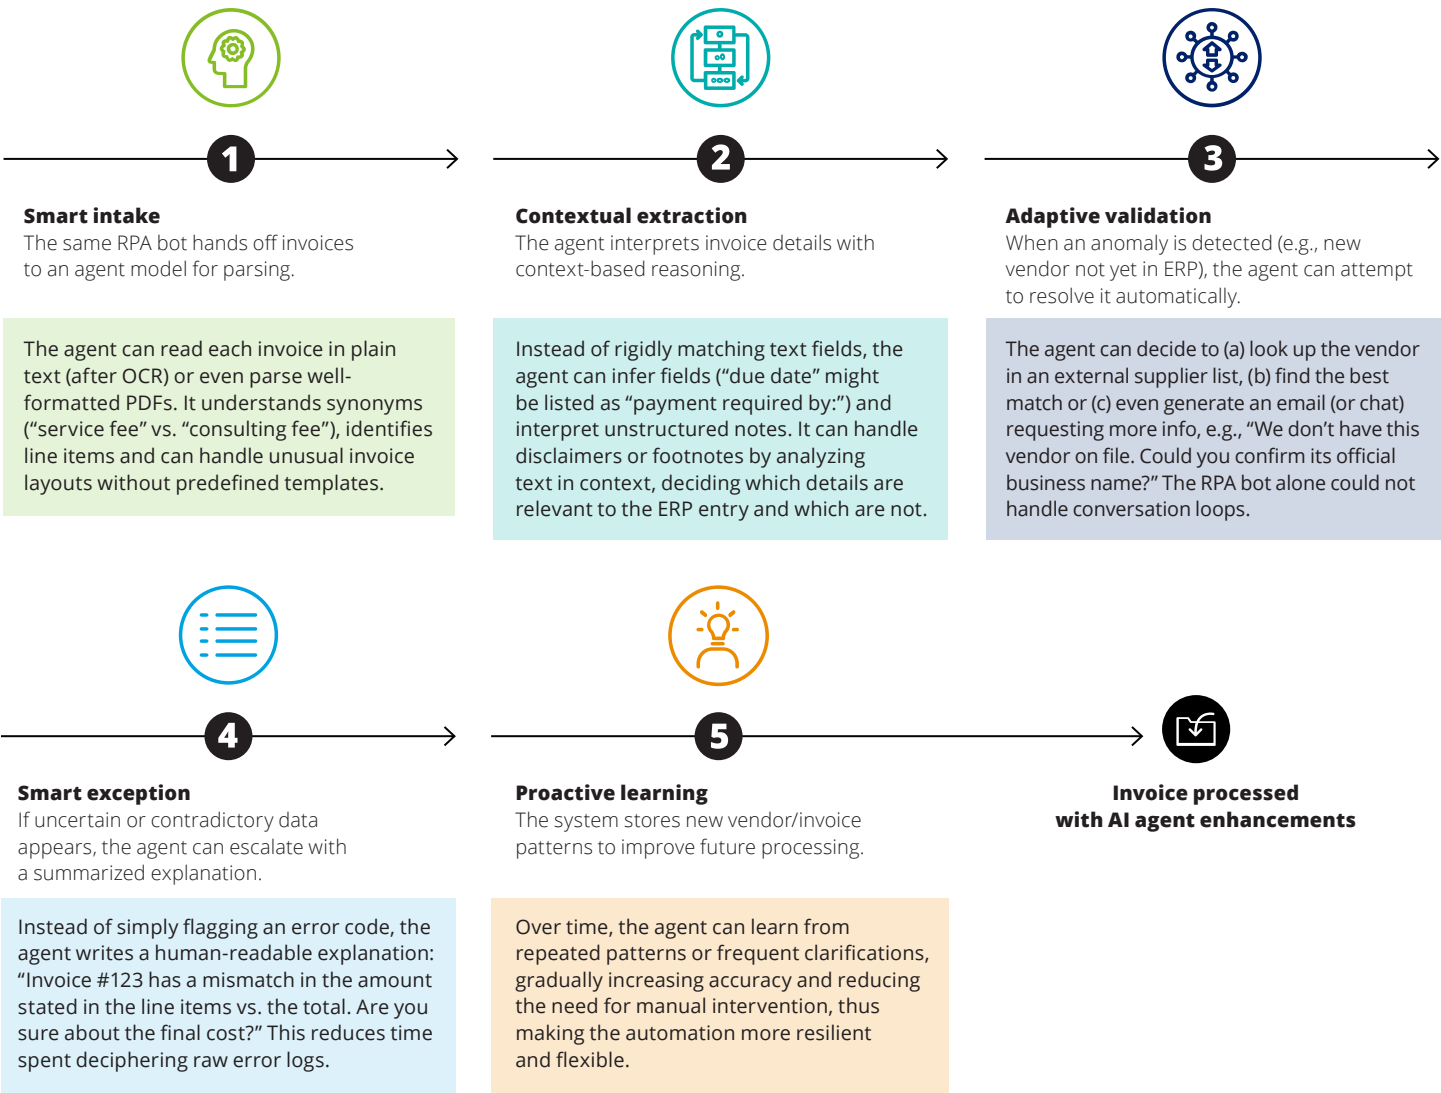 1
Smart intake
The same RPA bot hands off invoices
to an agent model for parsing.
The agent can read each invoice in plain
text (after OCR) or even parse well-
formatted PDFs. It understands synonyms
(“service fee” vs. “consulting fee”), identifies
line items and can handle unusual invoice
layouts without predefined templates.
2
Contextual extraction
The agent interprets invoice details with
context-based reasoning.
Instead of rigidly matching text fields, the
agent can infer fields (“due date” might
be listed as “payment required by:”) and
interpret unstructured notes. It can handle
disclaimers or footnotes by analyzing
text in context, deciding which details are
relevant to the ERP entry and which are not.
3
Adaptive validation
When an anomaly is detected (e.g., new
vendor not yet in ERP), the agent can attempt
to resolve it automatically.
The agent can decide to (a) look up the vendor
in an external supplier list, (b) find the best
match or (c) even generate an email (or chat)
requesting more info, e.g., “We don’t have this
vendor on file. Could you confirm its official
business name?” The RPA bot alone could not
handle conversation loops.
4
Smart exception
If uncertain or contradictory data
appears, the agent can escalate with
a summarized explanation.
Instead of simply flagging an error code, the
agent writes a human-readable explanation:
“Invoice #123 has a mismatch in the amount
stated in the line items vs. the total. Are you
sure about the final cost?” This reduces time
spent deciphering raw error logs.
5
Proactive learning
The system stores new vendor/invoice
patterns to improve future processing.
Over time, the agent can learn from
repeated patterns or frequent clarifications,
gradually increasing accuracy and reducing
the need for manual intervention, thus
making the automation more resilient
and flexible.
Invoice processed
with AI agent enhancements